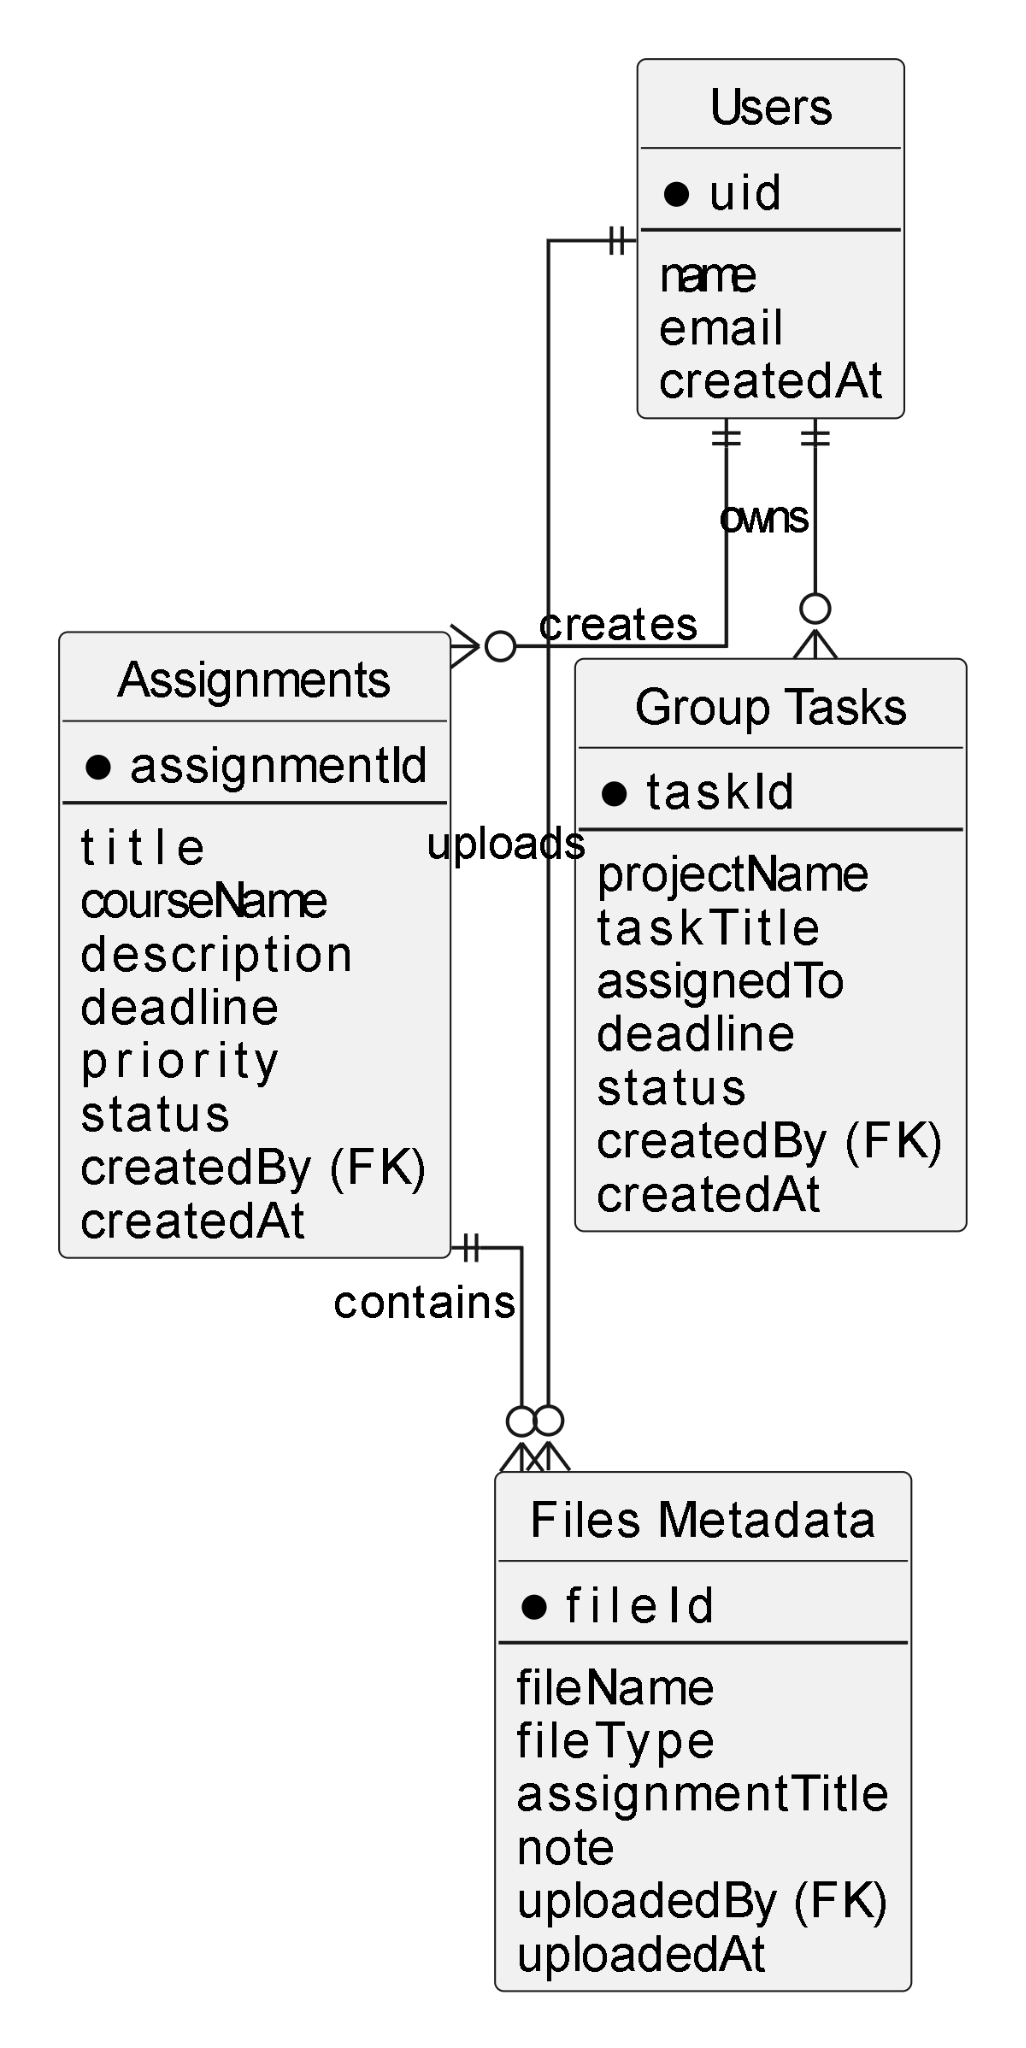 Users
uid
name
email
createdAt
owns
creates
Assignments
assignmentId
title
courseName
description
deadline
priority
status
createdBy (FK)
createdAt
uploads
Group Tasks
taskId
projectName
taskTitle
assignedTo
deadline
status
createdBy (FK)
createdAt
contains
Files Metadata
fileId
fileName
fileType
assignmentTitle
note
uploadedBy (FK)
uploadedAt